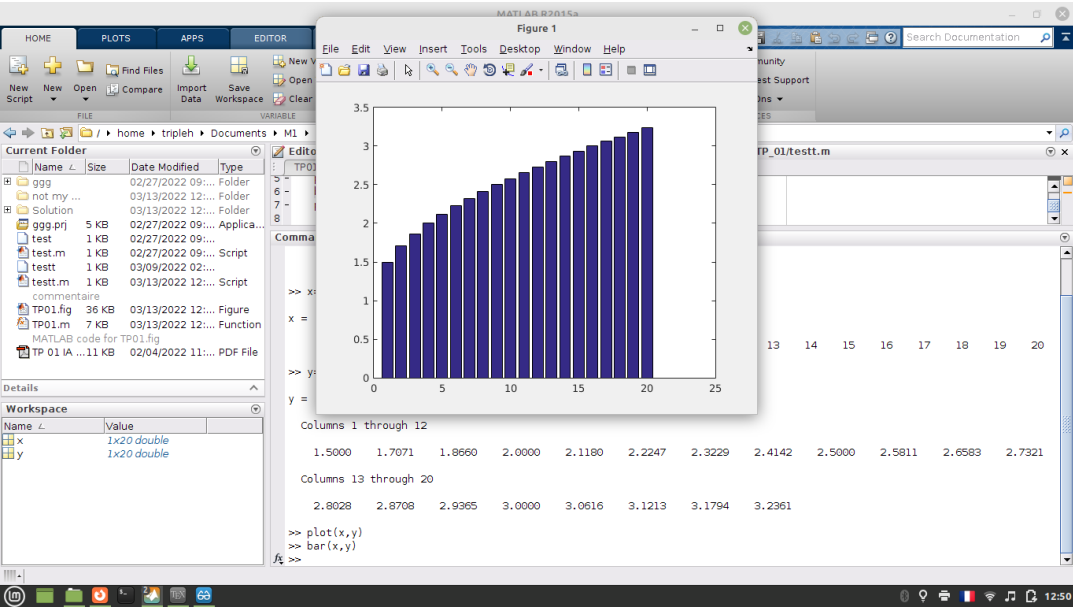 MATLAB R2015a
HOME PLOTS APPS EDITOR
Search Documentation
New Script
New
Open
Find Files
Compare
Import Data
Save Workspace
New
Open
Clear
FILE
VARIABLE
/ ▸ home ▸ tripleh ▸ Documents ▸ M1 ▸
Current Folder
Name Size Date Modified Type
ggg 02/27/2022 09:... Folder
not my ... 03/13/2022 12:... Folder
Solution 03/13/2022 12:... Folder
ggg.prj 5 KB 02/27/2022 09:... Applica...
test 1 KB 02/27/2022 09:...
test.m 1 KB 02/27/2022 09:... Script
testt 1 KB 03/09/2022 02:...
testt.m 1 KB 03/13/2022 12:... Script
commentaire
TP01.fig 36 KB 03/13/2022 12:... Figure
TP01.m 7 KB 03/13/2022 12:... Function
MATLAB code for TP01.fig
TP 01 IA ... 11 KB 02/04/2022 11:... PDF File
Details
Workspace
Name Value
x 1x20 double
y 1x20 double
Figure 1
File Edit View Insert Tools Desktop Window Help
3.5
3
2.5
2
1.5
1
0.5
0
0 5 10 15 20 25
TP_01/testt.m
5 -
6 -
7 -
8
>> x=
x =
13 14 15 16 17 18 19 20
>> y=
y =
Columns 1 through 12
1.5000 1.7071 1.8660 2.0000 2.1180 2.2247 2.3229 2.4142 2.5000 2.5811 2.6583 2.7321
Columns 13 through 20
2.8028 2.8708 2.9365 3.0000 3.0616 3.1213 3.1794 3.2361
>> plot(x,y)
>> bar(x,y)
fx >>
12:50